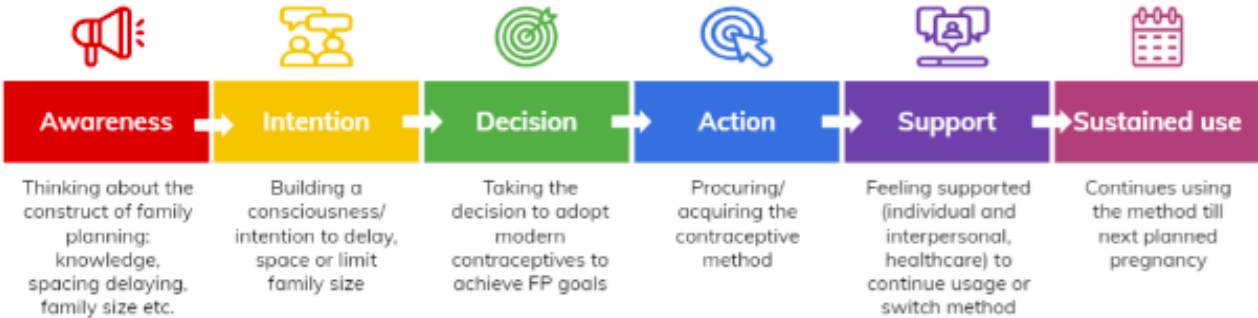 Awareness
Intention
Decision
Action
Support
Sustained use
Thinking about the
construct of family
planning:
knowledge,
spacing delaying,
family size etc.
Building a
consciousness/
intention to delay,
space or limit
family size
Taking the
decision to adopt
modern
contraceptives to
achieve FP goals
Procuring/
acquiring the
contraceptive
method
Feeling supported
(individual and
interpersonal,
healthcare) to
continue usage or
switch method
Continues using
the method till
next planned
pregnancy